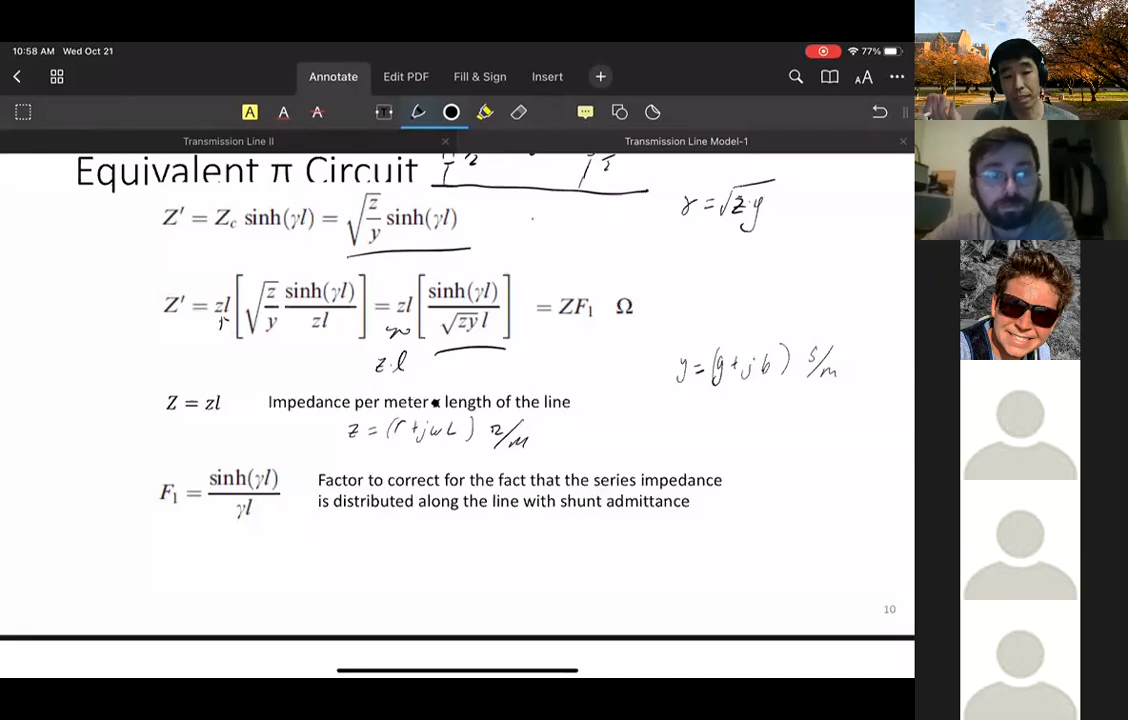 10:58 AM Wed Oct 21
77%
Annotate Edit PDF Fill & Sign Insert +
Transmission Line II
Transmission Line Model-1
Equivalent π Circuit
Z' = Z_c sinh(γl) = √(z/y) sinh(γl)
γ = √z·y
Z' = zl [√(z/y) sinh(γl)/zl] = zl [sinh(γl)/√zy l] = ZF₁ Ω
z·l
y = (g+jb) S/m
Z = zl Impedance per meter * length of the line
z = (r+jωL) Ω/m
F₁ = sinh(γl)/γl
Factor to correct for the fact that the series impedance
is distributed along the line with shunt admittance
10